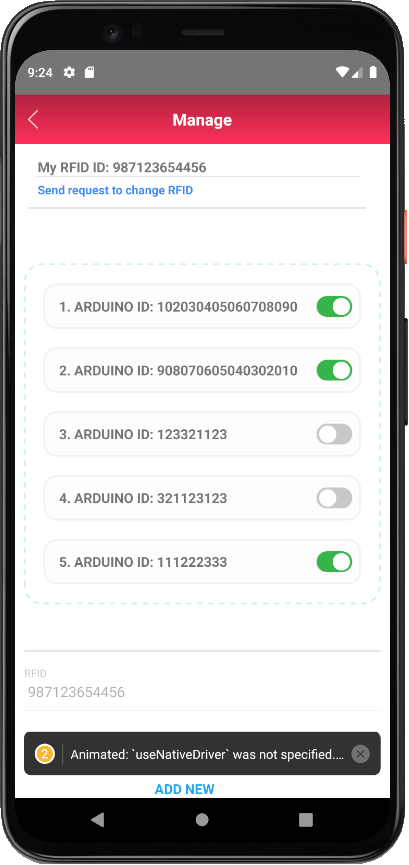 9:24
Manage
My RFID ID: 987123654456
Send request to change RFID
1. ARDUINO ID: 102030405060708090
2. ARDUINO ID: 908070605040302010
3. ARDUINO ID: 123321123
4. ARDUINO ID: 321123123
5. ARDUINO ID: 111222333
RFID
987123654456
2 Animated: `useNativeDriver` was not specified....
ADD NEW